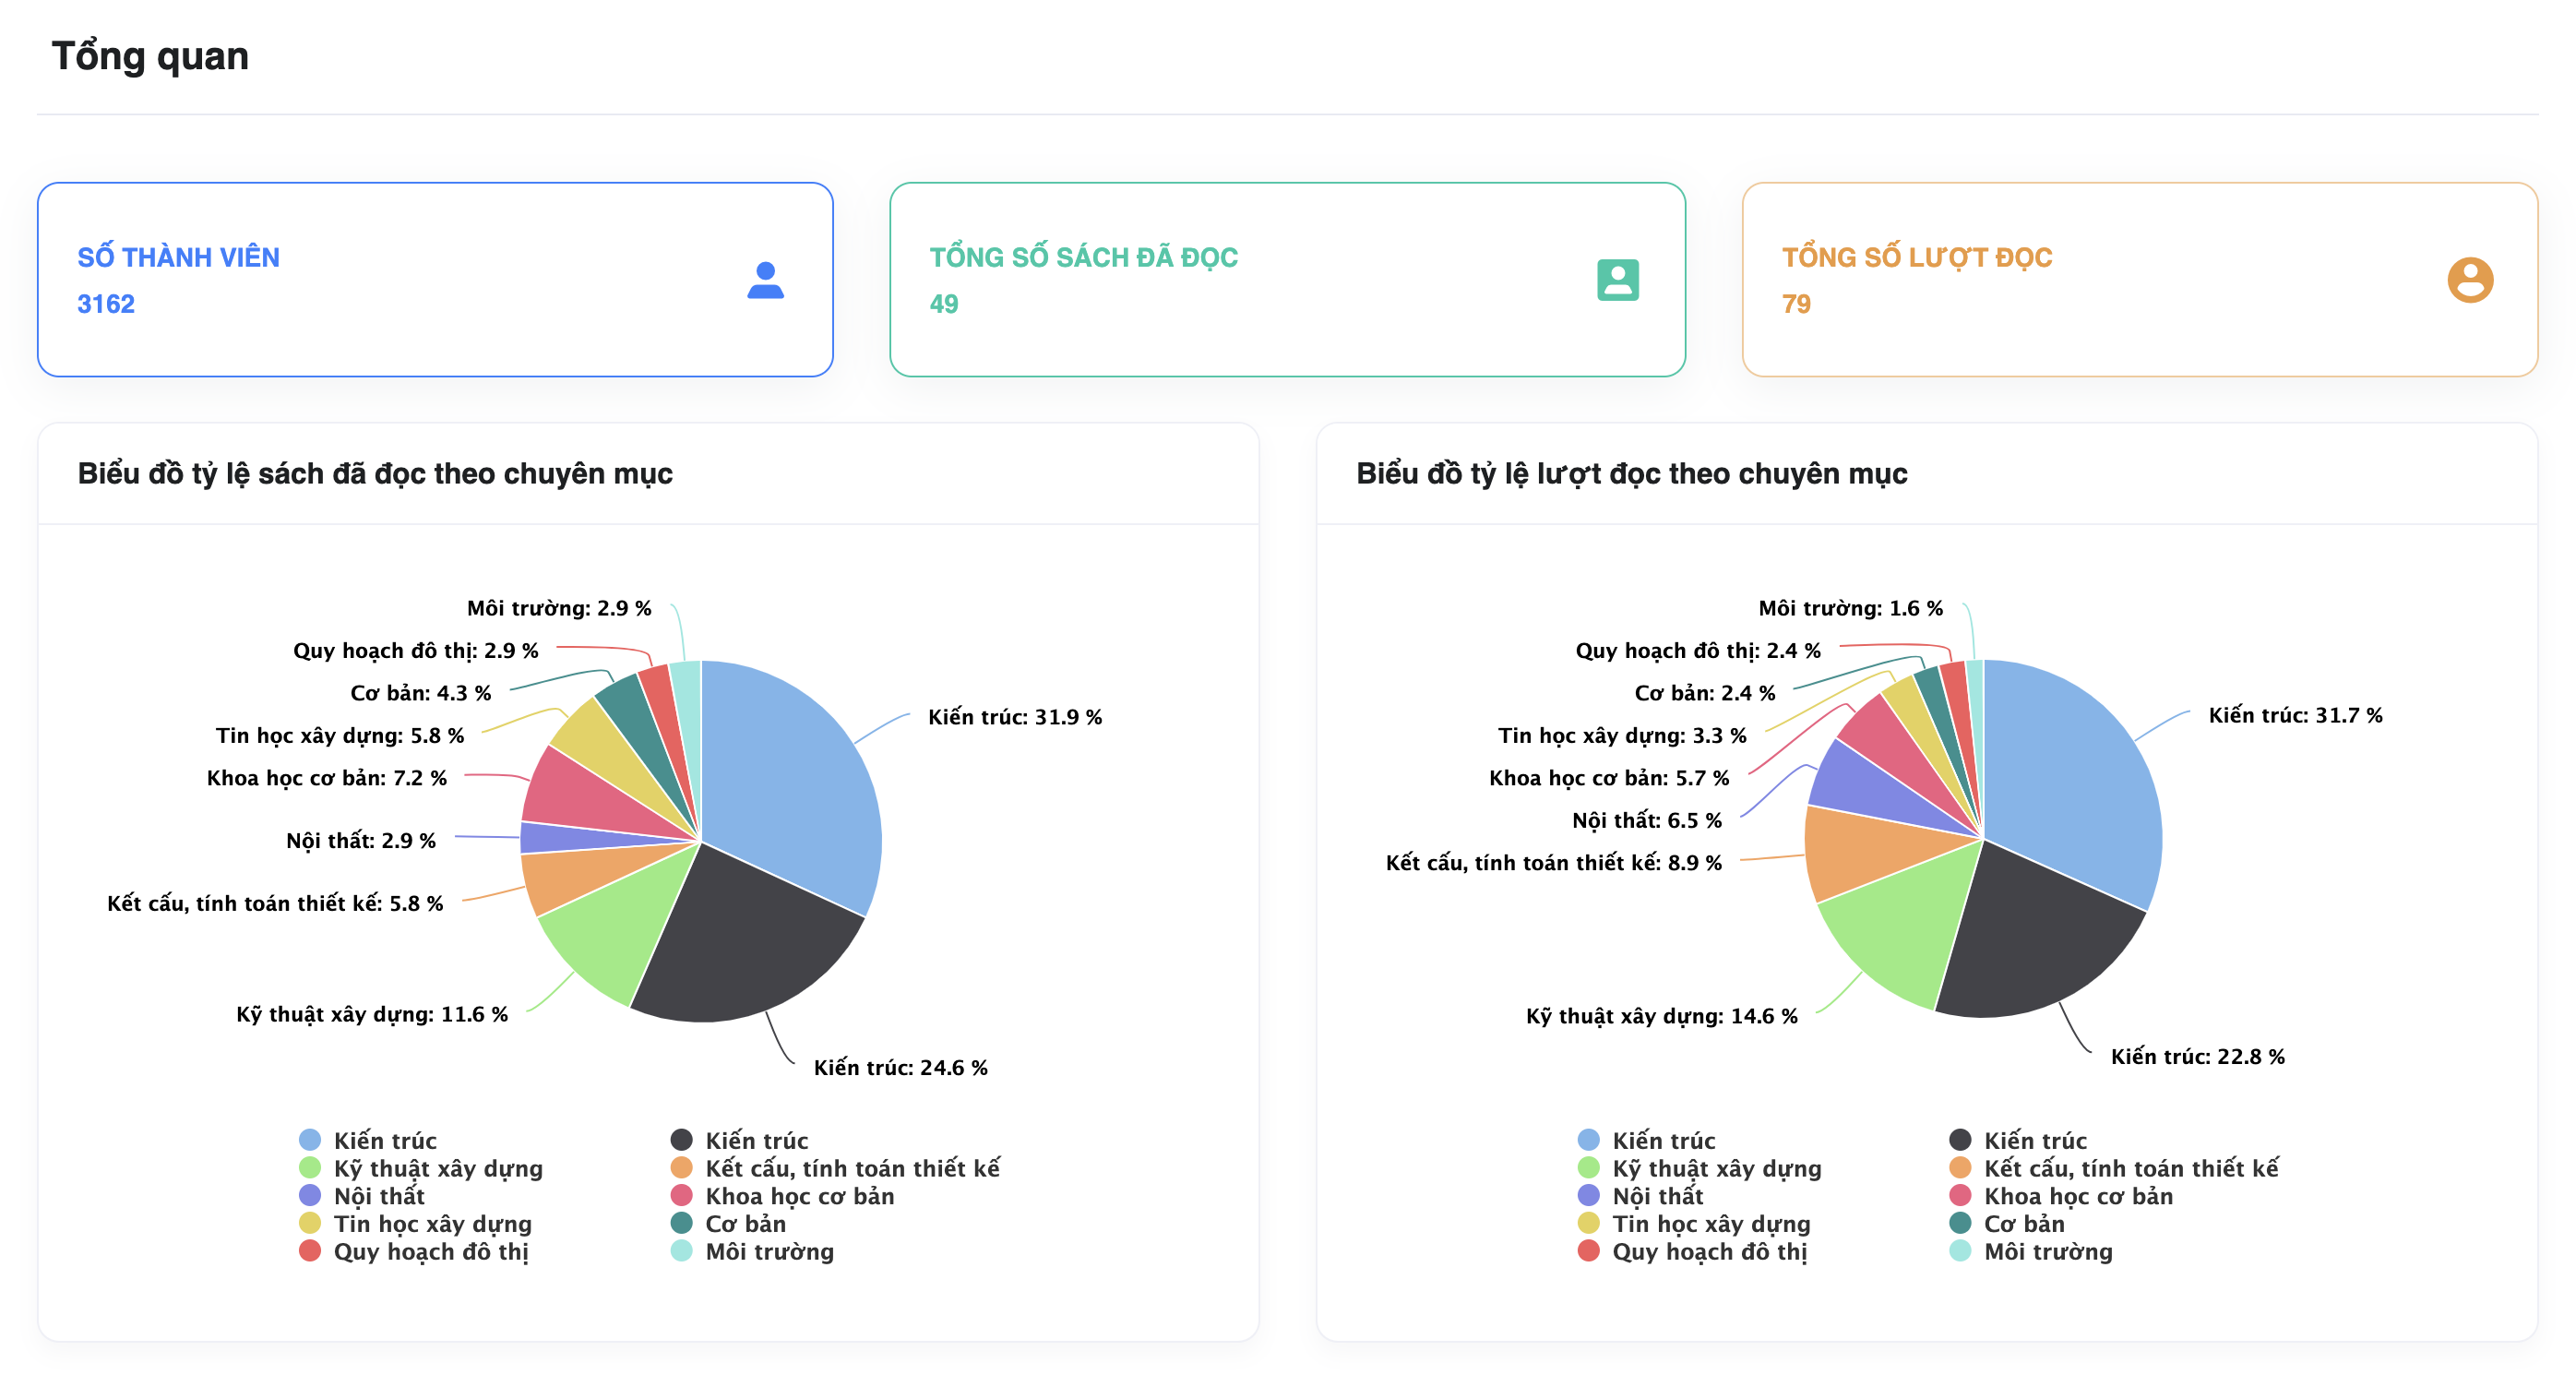 Tổng quan
SỐ THÀNH VIÊN
3162
TỔNG SỐ SÁCH ĐÃ ĐỌC
49
TỔNG SỐ LƯỢT ĐỌC
79
Biểu đồ tỷ lệ sách đã đọc theo chuyên mục
Môi trường: 2.9 %
Quy hoạch đô thị: 2.9 %
Cơ bản: 4.3 %
Tin học xây dựng: 5.8 %
Khoa học cơ bản: 7.2 %
Nội thất: 2.9 %
Kết cấu, tính toán thiết kế: 5.8 %
Kỹ thuật xây dựng: 11.6 %
Kiến trúc: 31.9 %
Kiến trúc: 24.6 %
Kiến trúc
Kiến trúc
Kỹ thuật xây dựng
Kết cấu, tính toán thiết kế
Nội thất
Khoa học cơ bản
Tin học xây dựng
Cơ bản
Quy hoạch đô thị
Môi trường
Biểu đồ tỷ lệ lượt đọc theo chuyên mục
Môi trường: 1.6 %
Quy hoạch đô thị: 2.4 %
Cơ bản: 2.4 %
Tin học xây dựng: 3.3 %
Khoa học cơ bản: 5.7 %
Nội thất: 6.5 %
Kết cấu, tính toán thiết kế: 8.9 %
Kỹ thuật xây dựng: 14.6 %
Kiến trúc: 31.7 %
Kiến trúc: 22.8 %
Kiến trúc
Kiến trúc
Kỹ thuật xây dựng
Kết cấu, tính toán thiết kế
Nội thất
Khoa học cơ bản
Tin học xây dựng
Cơ bản
Quy hoạch đô thị
Môi trường